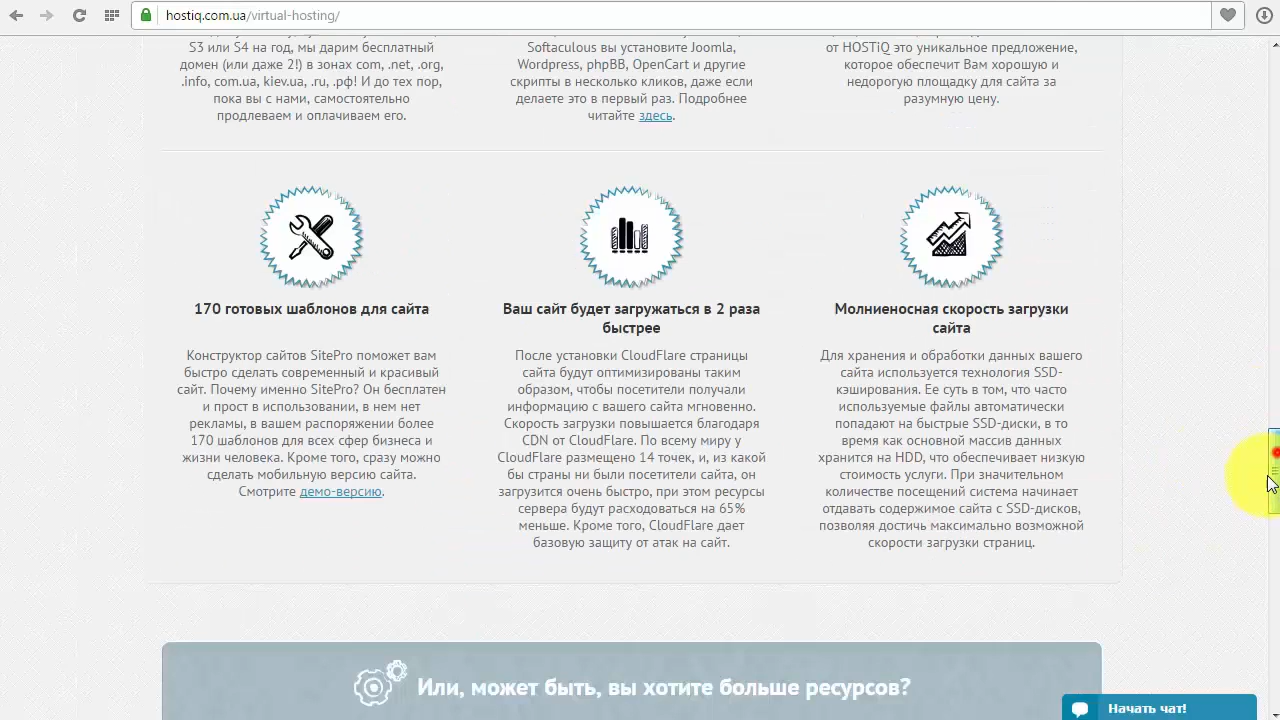 hostiq.com.ua/virtual-hosting/
S3 или S4 на год, мы дарим бесплатный
домен (или даже 2!) в зонах com, .net, .org,
.info, com.ua, kiev.ua, .ru, .рф! И до тех пор,
пока вы с нами, самостоятельно
продлеваем и оплачиваем его.
Softaculous вы установите Joomla,
Wordpress, phpBB, OpenCart и другие
скрипты в несколько кликов, даже если
делаете это в первый раз. Подробнее
читайте здесь.
от HOSTiQ это уникальное предложение,
которое обеспечит Вам хорошую и
недорогую площадку для сайта за
разумную цену.
170 готовых шаблонов для сайта
Конструктор сайтов SitePro поможет вам
быстро сделать современный и красивый
сайт. Почему именно SitePro? Он бесплатен
и прост в использовании, в нем нет
рекламы, в вашем распоряжении более
170 шаблонов для всех сфер бизнеса и
жизни человека. Кроме того, сразу можно
сделать мобильную версию сайта.
Смотрите демо-версию.
Ваш сайт будет загружаться в 2 раза
быстрее
После установки CloudFlare страницы
сайта будут оптимизированы таким
образом, чтобы посетители получали
информацию с вашего сайта мгновенно.
Скорость загрузки повышается благодаря
CDN от CloudFlare. По всему миру у
CloudFlare размещено 14 точек, и, из какой
бы страны ни были посетители сайта, он
загрузится очень быстро, при этом ресурсы
сервера будут расходоваться на 65%
меньше. Кроме того, CloudFlare дает
базовую защиту от атак на сайт.
Молниеносная скорость загрузки
сайта
Для хранения и обработки данных вашего
сайта используется технология SSD-
кэширования. Ее суть в том, что часто
используемые файлы автоматически
попадают на быстрые SSD-диски, в то
время как основной массив данных
хранится на HDD, что обеспечивает низкую
стоимость услуги. При значительном
количестве посещений система начинает
отдавать содержимое сайта с SSD-дисков,
позволяя достичь максимально возможной
скорости загрузки страниц.
Или, может быть, вы хотите больше ресурсов?
Начать чат!